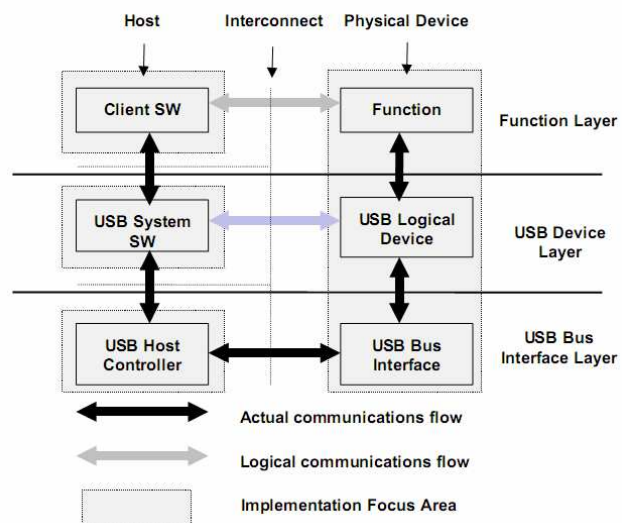 Host
Interconnect
Physical Device
Client SW
Function
Function Layer
USB System
SW
USB Logical
Device
USB Device
Layer
USB Host
Controller
USB Bus
Interface
USB Bus
Interface Layer
Actual communications flow
Logical communications flow
Implementation Focus Area